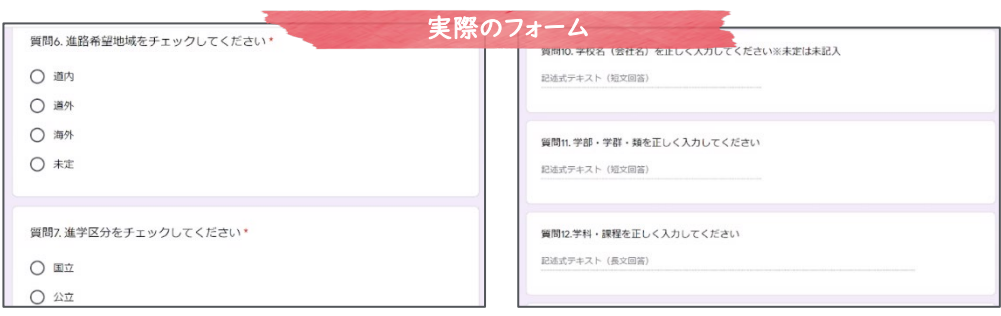 実際のフォーム
質問6. 進路希望地域をチェックしてください *
道内
道外
海外
未定
質問7. 進学区分をチェックしてください *
国立
公立
質問10. 学校名（会社名）を正しく入力してください※未定は未記入
記述式テキスト（短文回答）
質問11. 学部・学群・類を正しく入力してください
記述式テキスト（短文回答）
質問12.学科・課程を正しく入力してください
記述式テキスト（長文回答）